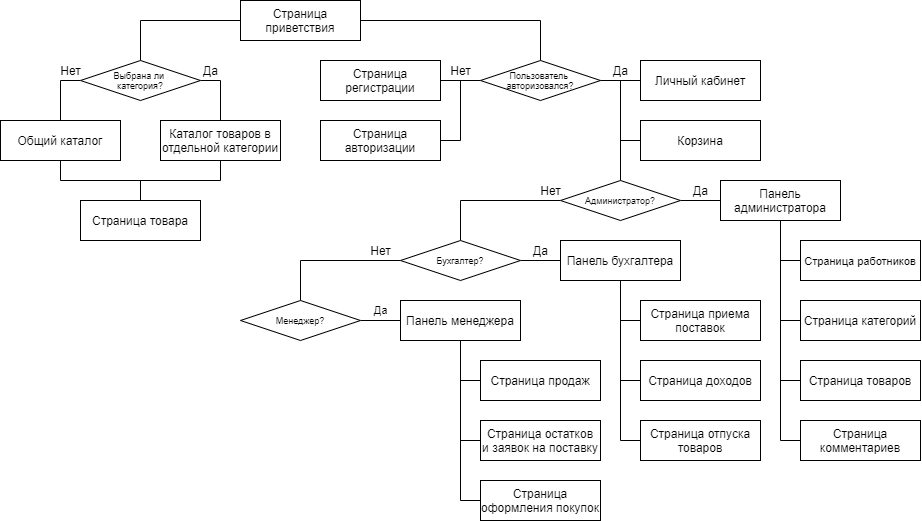 Страница
приветствия
Нет
Выбрана ли
категория?
Да
Страница
регистрации
Нет
Пользователь
авторизовался?
Да
Личный кабинет
Общий каталог
Каталог товаров в
отдельной категории
Страница
авторизации
Корзина
Страница товара
Нет
Администратор?
Да
Панель
администратора
Нет
Бухгалтер?
Да
Панель бухгалтера
Страница работников
Менеджер?
Да
Панель менеджера
Страница приема
поставок
Страница категорий
Страница продаж
Страница доходов
Страница товаров
Страница остатков
и заявок на поставку
Страница отпуска
товаров
Страница
комментариев
Страница
оформления покупок